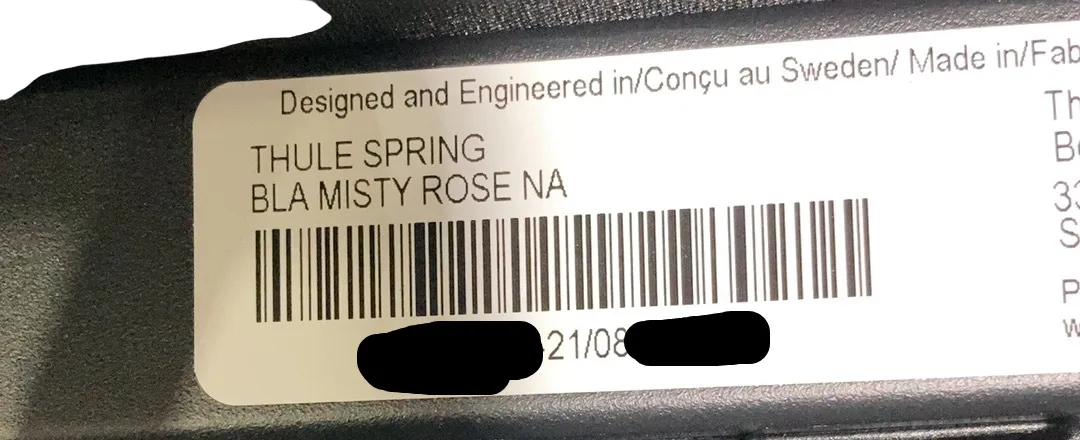 Designed and Engineered in/Conçu au Sweden/ Made in/Fab
THULE SPRING
BLA MISTY ROSE NA
-21/08